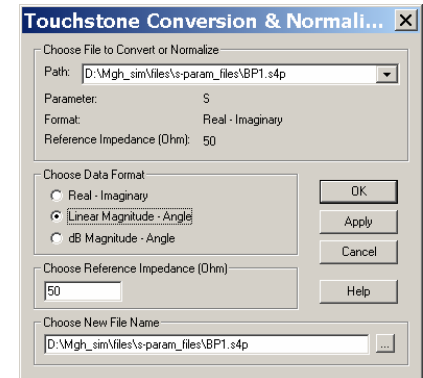 Touchstone Conversion & Normali...
Choose File to Convert or Normalize
Path: D:\Mgh_sim\files\s-param_files\BP1.s4p
Parameter: S
Format: Real - Imaginary
Reference Impedance (Ohm): 50
Choose Data Format
Real - Imaginary
Linear Magnitude - Angle
dB Magnitude - Angle
OK
Apply
Cancel
Choose Reference Impedance (Ohm)
50
Help
Choose New File Name
D:\Mgh_sim\files\s-param_files\BP1.s4p
...